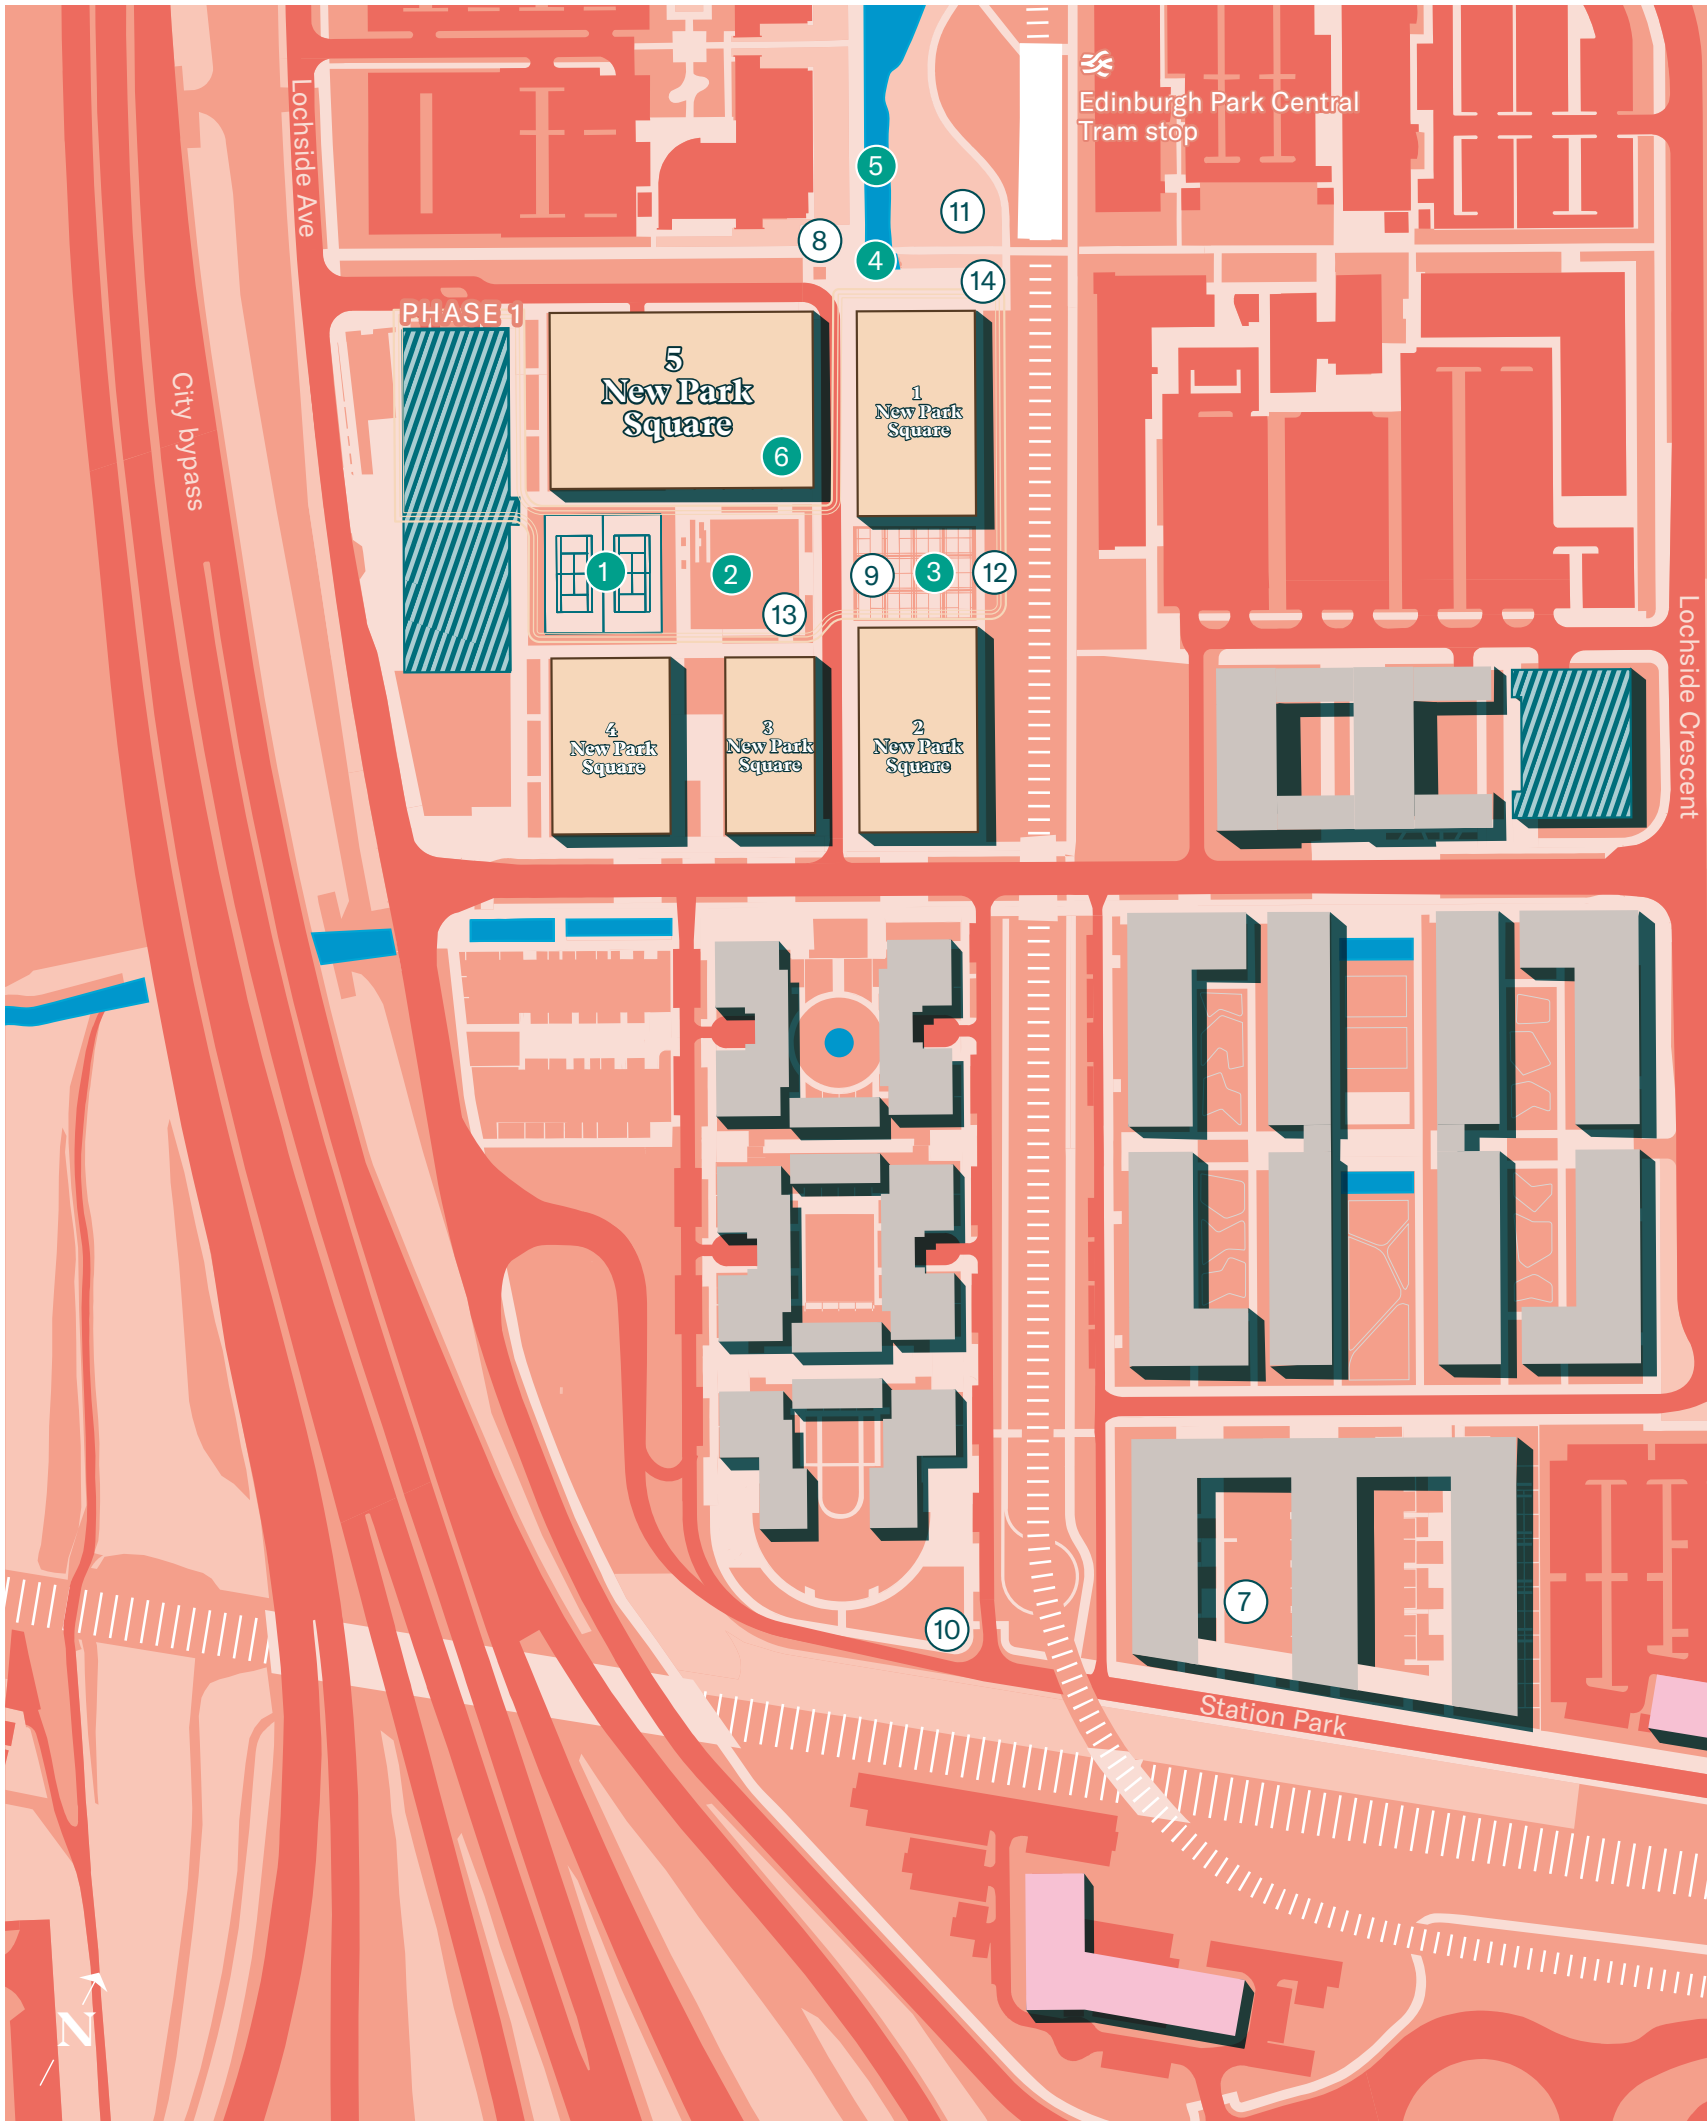 Edinburgh Park Central
Tram stop
Lochside Ave
5
11
8
4
14
PHASE 1
5
New Park
Square
6
1
New Park
Square
City bypass
1
2
9
3
12
13
Lochside Crescent
4
New Park
Square
3
New Park
Square
2
New Park
Square
7
10
Station Park
N